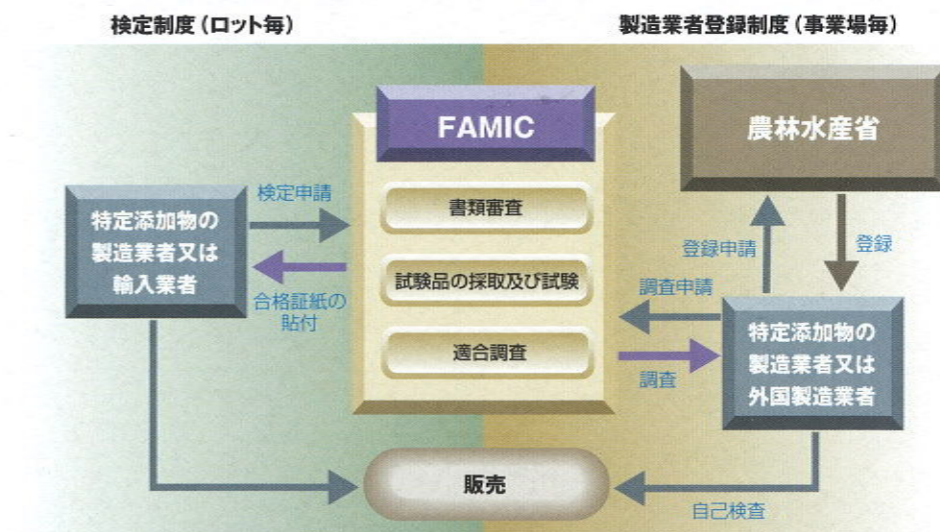 検定制度（ロット毎）
製造業者登録制度（事業場毎）
FAMIC
農林水産省
書類審査
試験品の採取及び試験
適合調査
検定申請
特定添加物の
製造業者又は
輸入業者
合格証紙の
貼付
登録申請
登録
調査申請
調査
特定添加物の
製造業者又は
外国製造業者
販売
自己検査